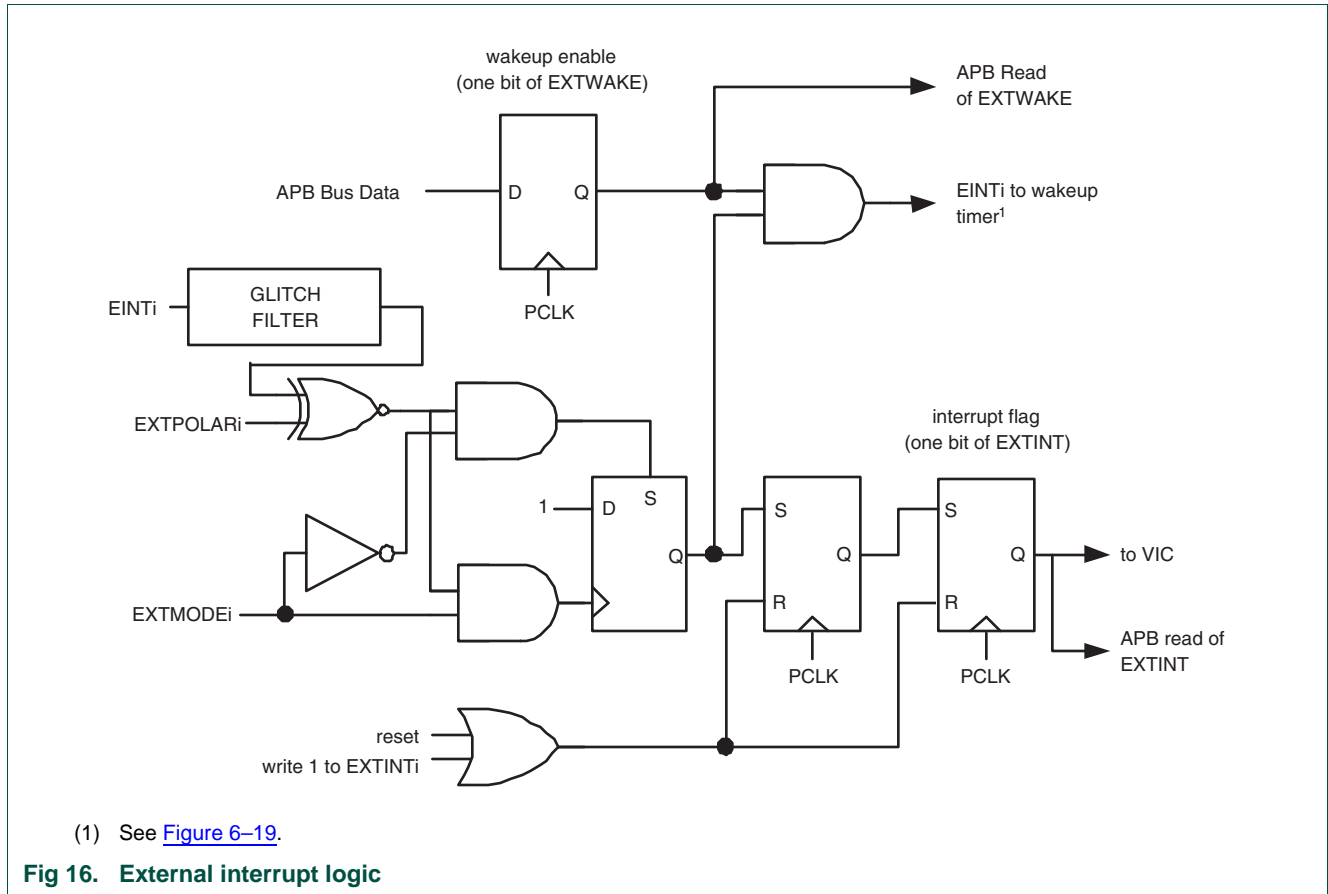 wakeup enable
(one bit of EXTWAKE)
APB Read
of EXTWAKE
APB Bus Data
D
Q
EINTi to wakeup
timer¹
PCLK
EINTi
GLITCH
FILTER
EXTPOLARi
interrupt flag
(one bit of EXTINT)
1
D
S
Q
S
Q
R
PCLK
S
Q
R
PCLK
to VIC
EXTMODEi
APB read of
EXTINT
reset
write 1 to EXTINTi
(1) See Figure 6–19.
Fig 16. External interrupt logic